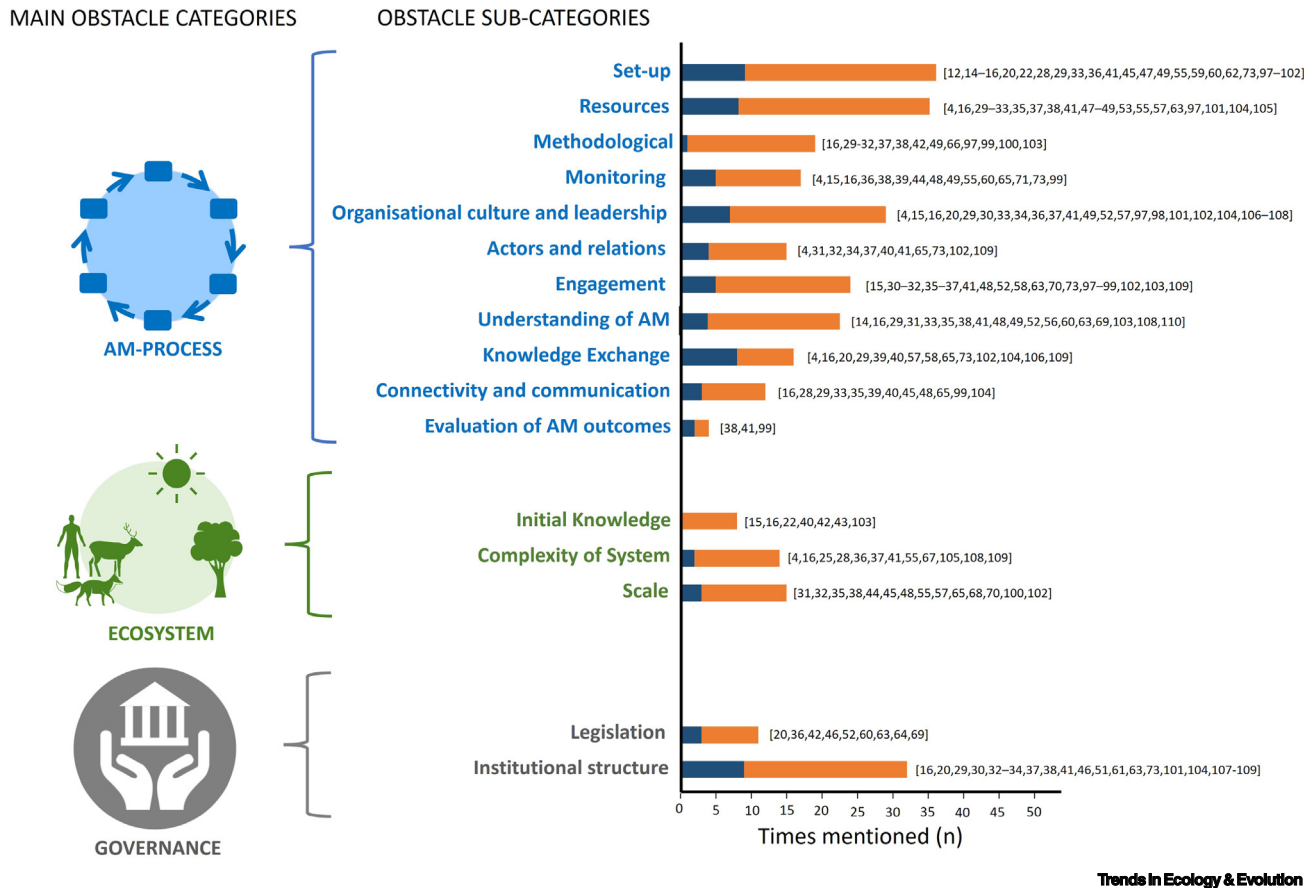 MAIN OBSTACLE CATEGORIES
OBSTACLE SUB-CATEGORIES
Set-up [12,14–16,20,22,28,29,33,36,41,45,47,49,55,59,60,62,73,97–102]
Resources [4,16,29–33,35,37,38,41,47–49,53,55,57,63,97,101,104,105]
Methodological [16,29-32,37,38,42,49,66,97,99,100,103]
Monitoring [4,15,16,36,38,39,44,48,49,55,60,65,71,73,99]
Organisational culture and leadership [4,15,16,20,29,30,33,34,36,37,41,49,52,57,97,98,101,102,104,106–108]
Actors and relations [4,31,32,34,37,40,41,65,73,102,109]
Engagement [15,30–32,35–37,41,48,52,58,63,70,73,97–99,102,103,109]
Understanding of AM [14,16,29,31,33,35,38,41,48,49,52,56,60,63,69,103,108,110]
Knowledge Exchange [4,16,20,29,39,40,57,58,65,73,102,104,106,109]
Connectivity and communication [16,28,29,33,35,39,40,45,48,65,99,104]
Evaluation of AM outcomes [38,41,99]
AM-PROCESS
Initial Knowledge [15,16,22,40,42,43,103]
Complexity of System [4,16,25,28,36,37,41,55,67,105,108,109]
Scale [31,32,35,38,44,45,48,55,57,65,68,70,100,102]
ECOSYSTEM
Legislation [20,36,42,46,52,60,63,64,69]
Institutional structure [16,20,29,30,32–34,37,38,41,46,51,61,63,73,101,104,107-109]
GOVERNANCE
0 5 10 15 20 25 30 35 40 45 50
Times mentioned (n)
Trends in Ecology & Evolution